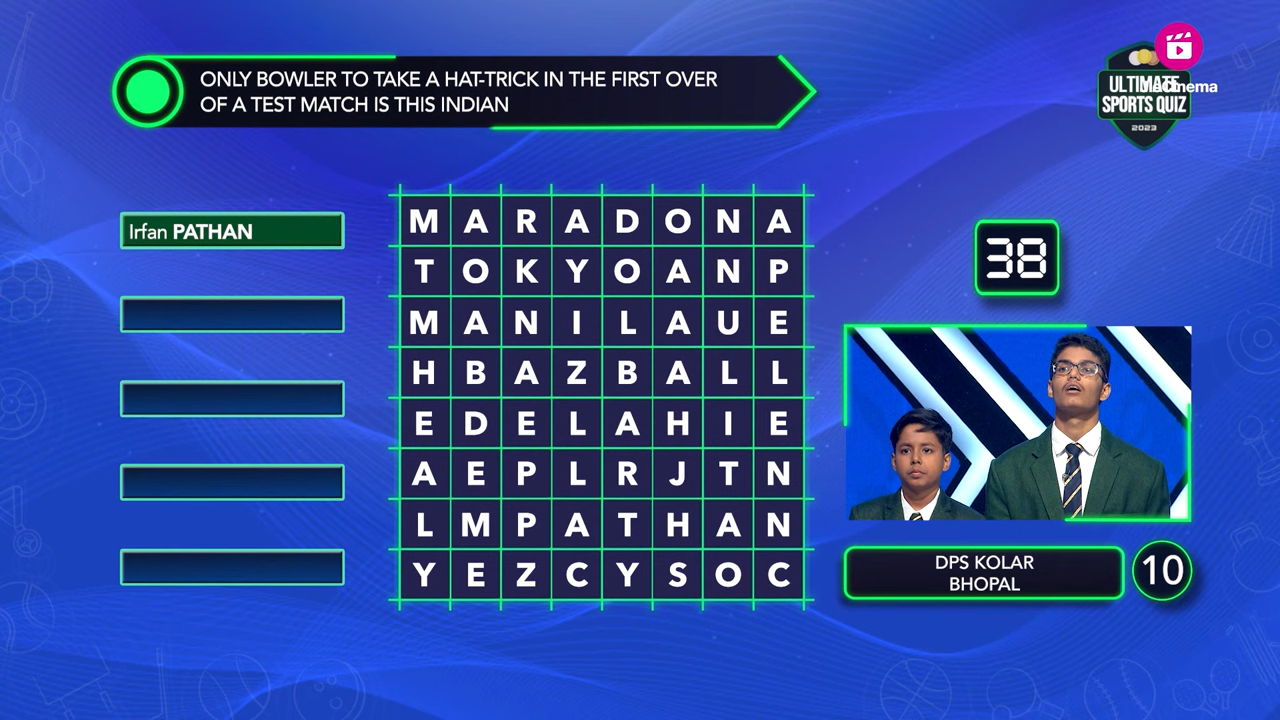 ONLY BOWLER TO TAKE A HAT-TRICK IN THE FIRST OVER
OF A TEST MATCH IS THIS INDIAN
ULTIMATE
SPORTS QUIZ
2023
Irfan PATHAN
M A R A D O N A
T O K Y O A N P
M A N I L A U E
H B A Z B A L L
E D E L A H I E
A E P L R J T N
L M P A T H A N
Y E Z C Y S O C
38
DPS KOLAR
BHOPAL
10